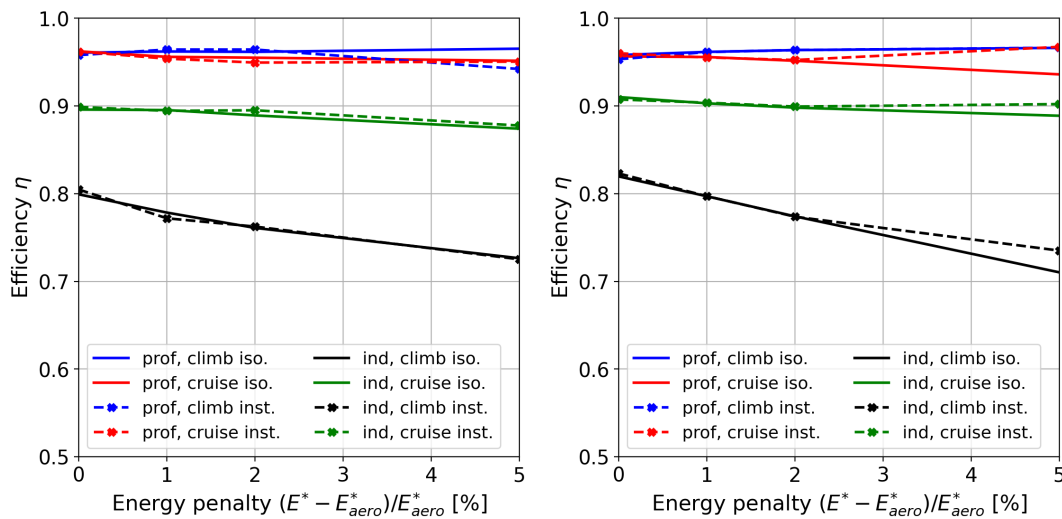 1.0
0.9
0.8
0.7
0.6
0.5
Efficiency η
0 1 2 3 4 5
Energy penalty (E* − E*aero)/E*aero [%]
prof, climb iso.
prof, cruise iso.
prof, climb inst.
prof, cruise inst.
ind, climb iso.
ind, cruise iso.
ind, climb inst.
ind, cruise inst.
1.0
0.9
0.8
0.7
0.6
0.5
Efficiency η
0 1 2 3 4 5
Energy penalty (E* − E*aero)/E*aero [%]
prof, climb iso.
prof, cruise iso.
prof, climb inst.
prof, cruise inst.
ind, climb iso.
ind, cruise iso.
ind, climb inst.
ind, cruise inst.